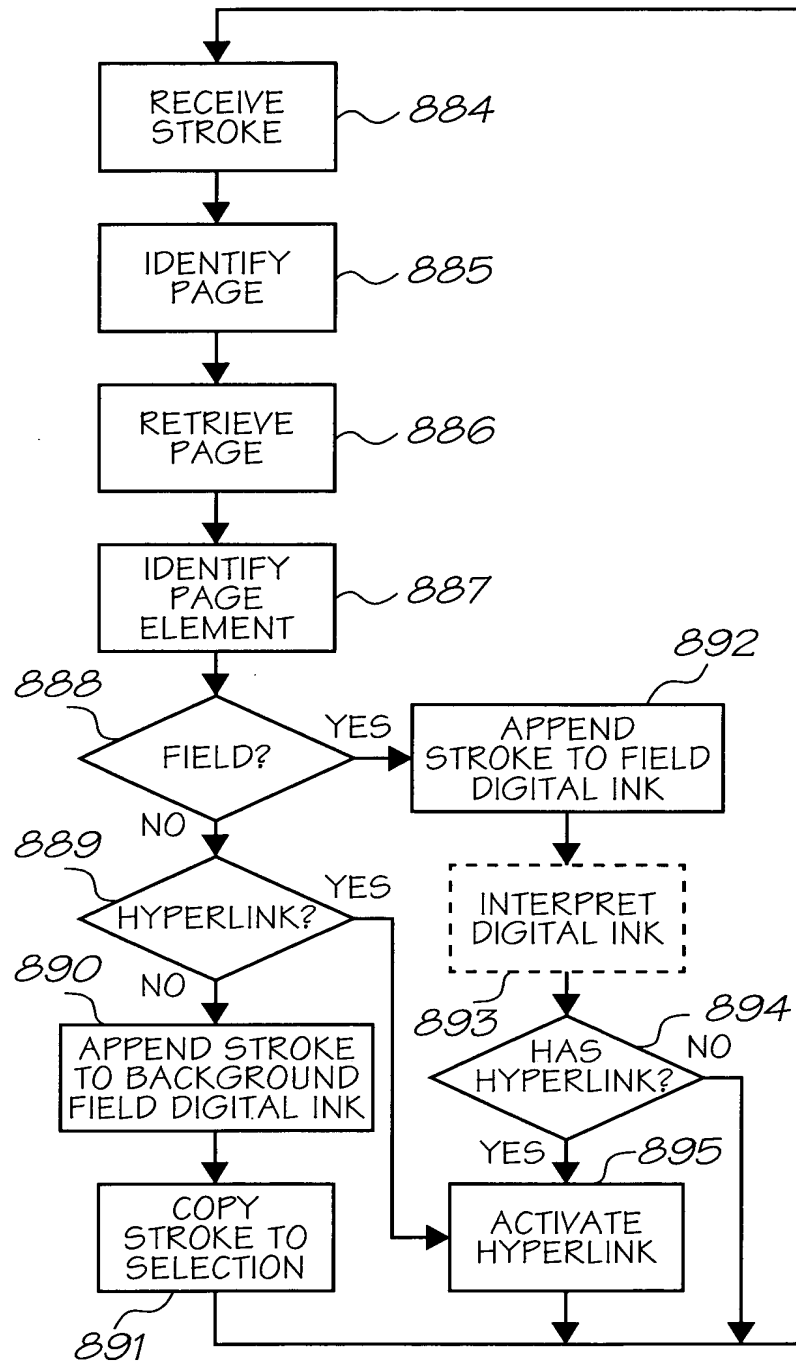 RECEIVE
STROKE
884
IDENTIFY
PAGE
885
RETRIEVE
PAGE
886
IDENTIFY
PAGE
ELEMENT
887
888
FIELD?
YES
NO
892
APPEND
STROKE TO FIELD
DIGITAL INK
889
HYPERLINK?
YES
NO
INTERPRET
DIGITAL INK
893
890
APPEND STROKE
TO BACKGROUND
FIELD DIGITAL INK
894
HAS
HYPERLINK?
NO
YES
895
COPY
STROKE TO
SELECTION
891
ACTIVATE
HYPERLINK